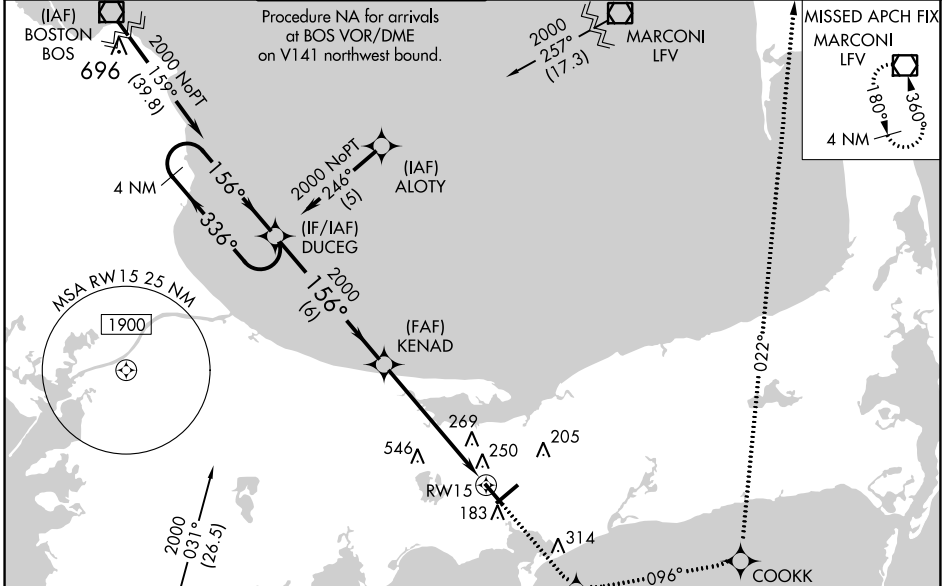 (IAF)
BOSTON
BOS
696
2000 NoPT
159°
(39.8)
Procedure NA for arrivals
at BOS VOR/DME
on V141 northwest bound.
2000
257°
(17.3)
MARCONI
LFV
MISSED APCH FIX
MARCONI
LFV
180°
360°
4 NM
4 NM
156°
336°
2000 NoPT
246°
(5)
(IAF)
ALOTY
(IF/IAF)
DUCEG
2000
156°
(6)
(FAF)
KENAD
MSA RW15 25 NM
1900
022°
269
546
250
205
RW15
183
314
2000
031°
(26.5)
096°
COOKK